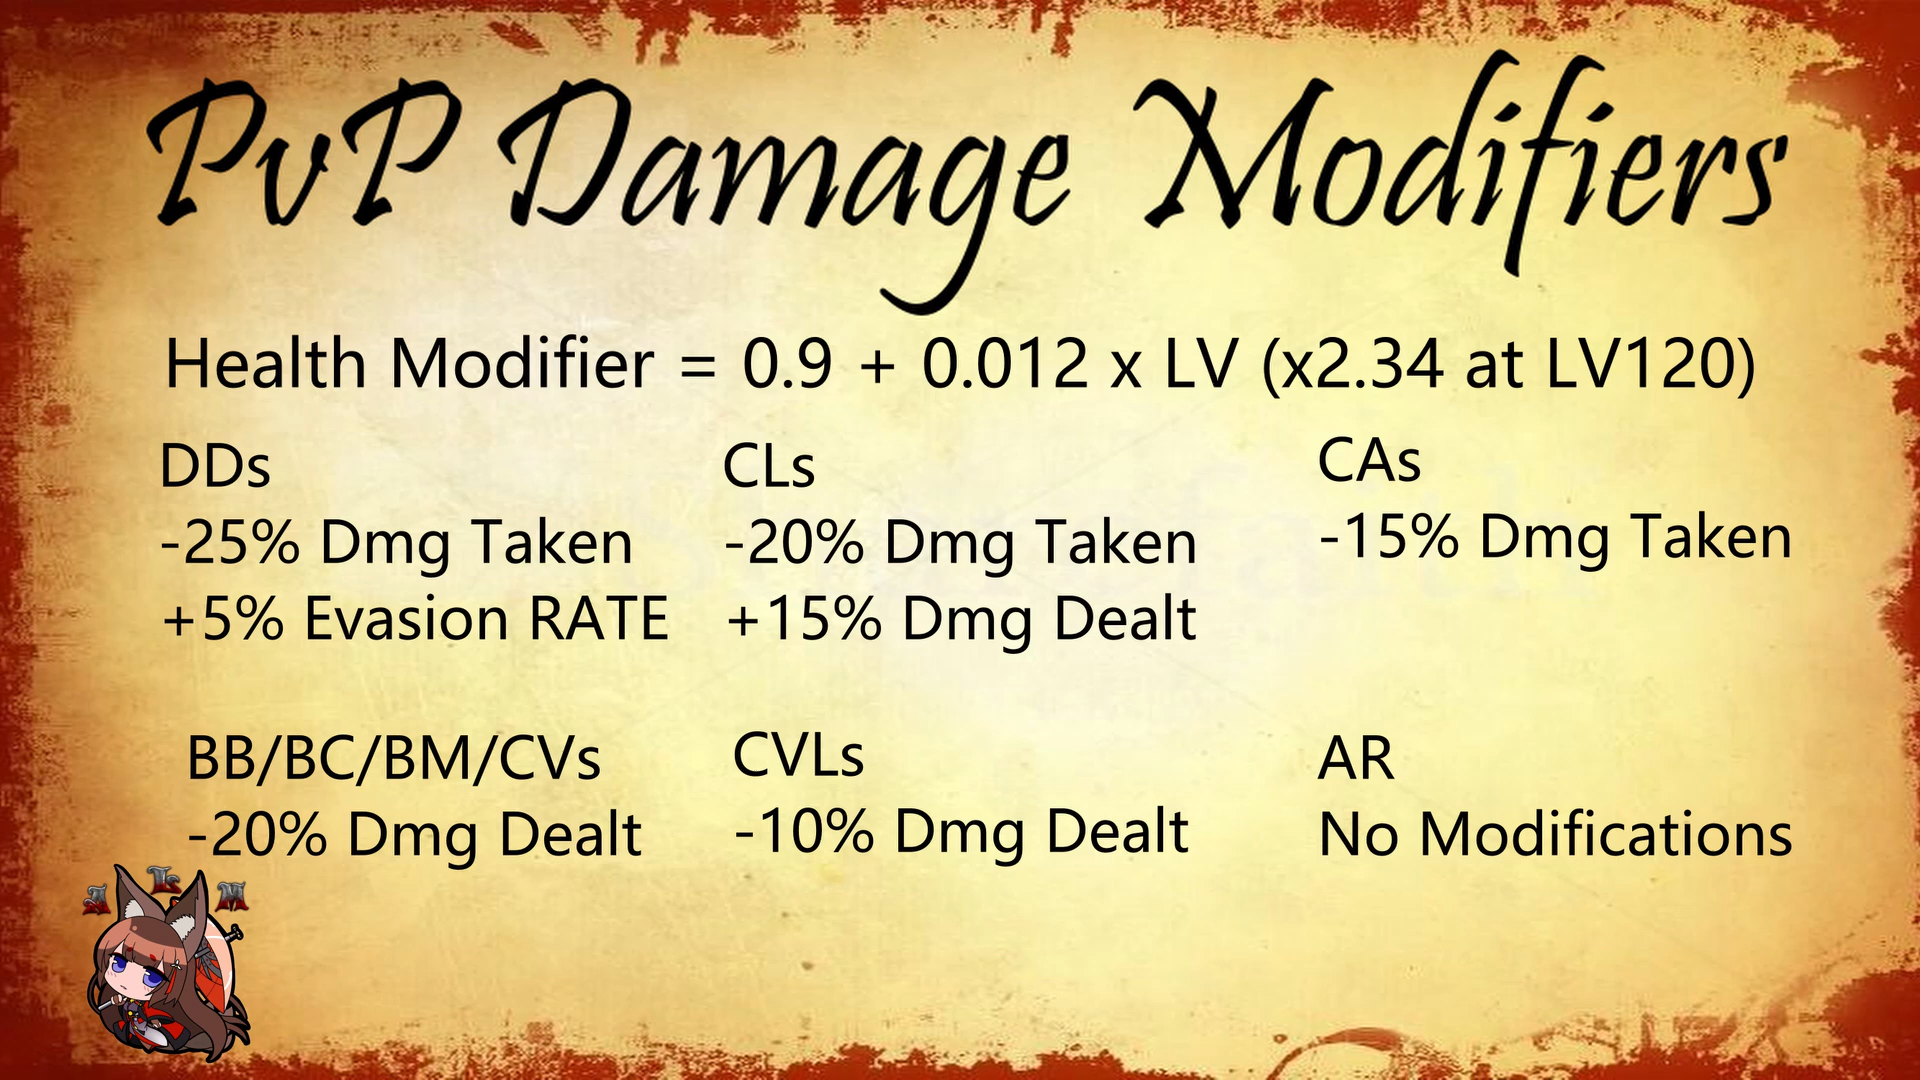 PvP Damage Modifiers
Health Modifier = 0.9 + 0.012 x LV (x2.34 at LV120)
DDs
-25% Dmg Taken
+5% Evasion RATE
CLs
-20% Dmg Taken
+15% Dmg Dealt
CAs
-15% Dmg Taken
BB/BC/BM/CVs
-20% Dmg Dealt
CVLs
-10% Dmg Dealt
AR
No Modifications
J Is M